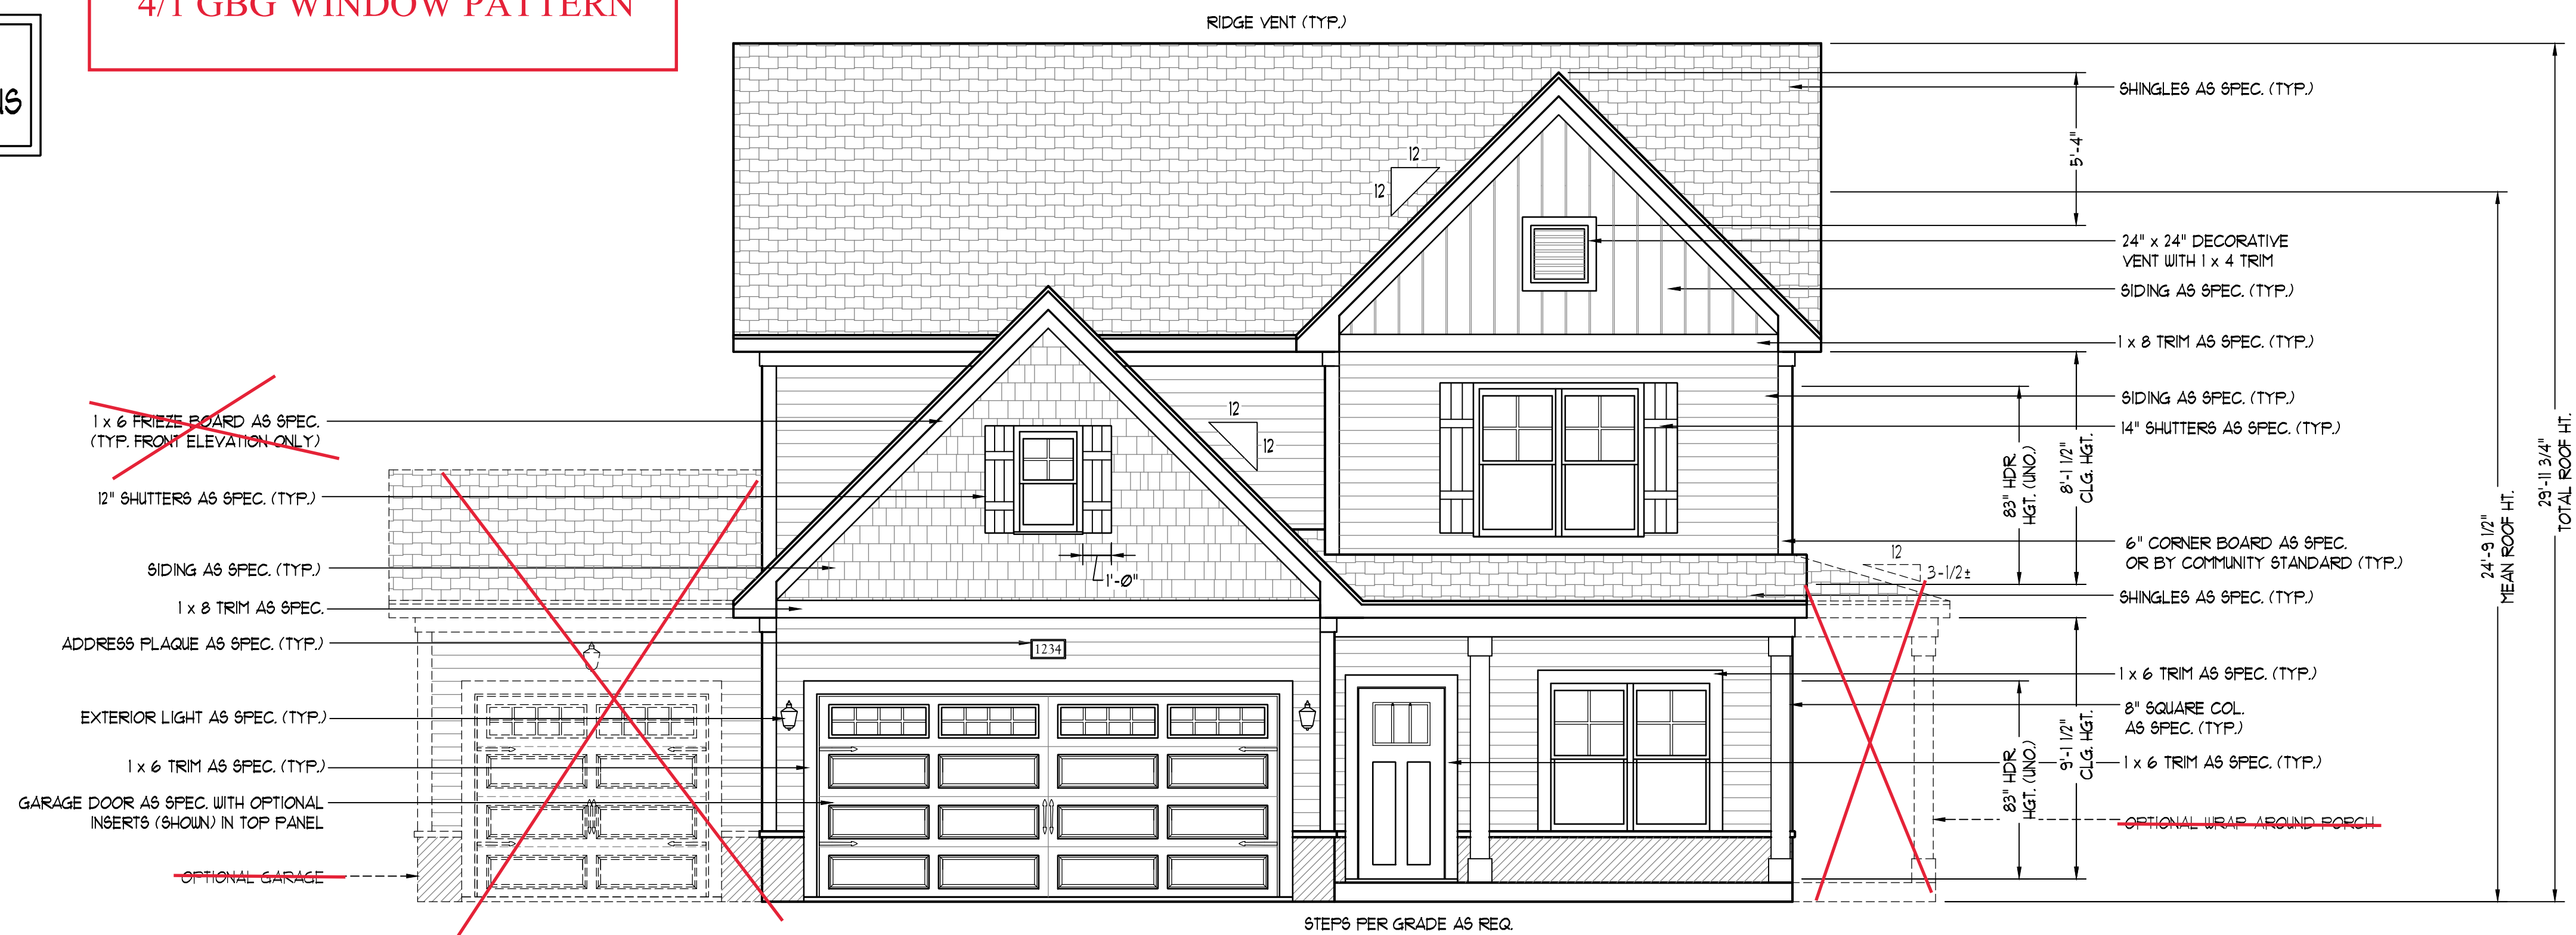 4/1 GBG WINDOW PATTERN
RIDGE VENT (TYP.)
12
12
12
12
1 x 6 FRIEZE BOARD AS SPEC.
(TYP. FRONT ELEVATION ONLY)
12" SHUTTERS AS SPEC. (TYP.)
SIDING AS SPEC. (TYP.)
1 x 8 TRIM AS SPEC.
ADDRESS PLAQUE AS SPEC. (TYP.)
EXTERIOR LIGHT AS SPEC. (TYP.)
1 x 6 TRIM AS SPEC. (TYP.)
GARAGE DOOR AS SPEC. WITH OPTIONAL
INSERTS (SHOWN) IN TOP PANEL
OPTIONAL GARAGE
1'-0"
1234
STEPS PER GRADE AS REQ.
SHINGLES AS SPEC. (TYP.)
5'-4"
24" x 24" DECORATIVE
VENT WITH 1 x 4 TRIM
SIDING AS SPEC. (TYP.)
1 x 8 TRIM AS SPEC. (TYP.)
SIDING AS SPEC. (TYP.)
14" SHUTTERS AS SPEC. (TYP.)
83" HDR.
HGT. (UNO.)
8'-1 1/2"
CLG. HGT.
6" CORNER BOARD AS SPEC.
OR BY COMMUNITY STANDARD (TYP.)
12
3-1/2±
SHINGLES AS SPEC. (TYP.)
1 x 6 TRIM AS SPEC. (TYP.)
8" SQUARE COL.
AS SPEC. (TYP.)
1 x 6 TRIM AS SPEC. (TYP.)
83" HDR.
HGT. (UNO.)
9'-1 1/2"
CLG. HGT.
OPTIONAL WRAP AROUND PORCH
24'-9 1/2"
MEAN ROOF HT.
29'-11 3/4"
TOTAL ROOF HT.